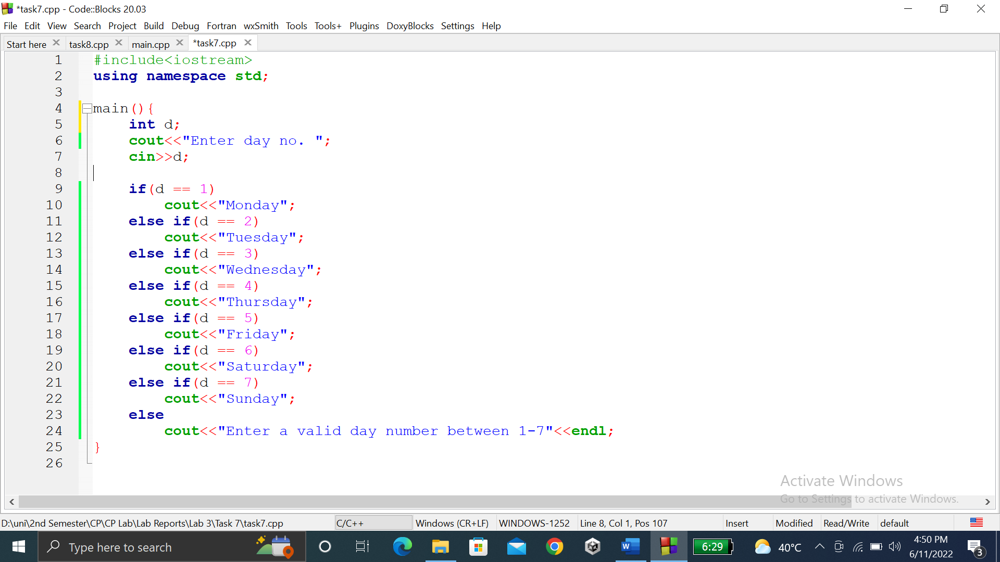 *task7.cpp - Code::Blocks 20.03
File Edit View Search Project Build Debug Fortran wxSmith Tools Tools+ Plugins DoxyBlocks Settings Help
Start here task8.cpp main.cpp *task7.cpp
1 #include<iostream>
2 using namespace std;
3
4 main(){
5 int d;
6 cout<<"Enter day no. ";
7 cin>>d;
8
9 if(d == 1)
10 cout<<"Monday";
11 else if(d == 2)
12 cout<<"Tuesday";
13 else if(d == 3)
14 cout<<"Wednesday";
15 else if(d == 4)
16 cout<<"Thursday";
17 else if(d == 5)
18 cout<<"Friday";
19 else if(d == 6)
20 cout<<"Saturday";
21 else if(d == 7)
22 cout<<"Sunday";
23 else
24 cout<<"Enter a valid day number between 1-7"<<endl;
25 }
26
Activate Windows
Go to Settings to activate Windows.
D:\uni\2nd Semester\CP\CP Lab\Lab Reports\Lab 3\Task 7\task7.cpp C/C++ Windows (CR+LF) WINDOWS-1252 Line 8, Col 1, Pos 107 Insert Modified Read/Write default
Type here to search W 6:29 40°C 4:50 PM
6/11/2022 3